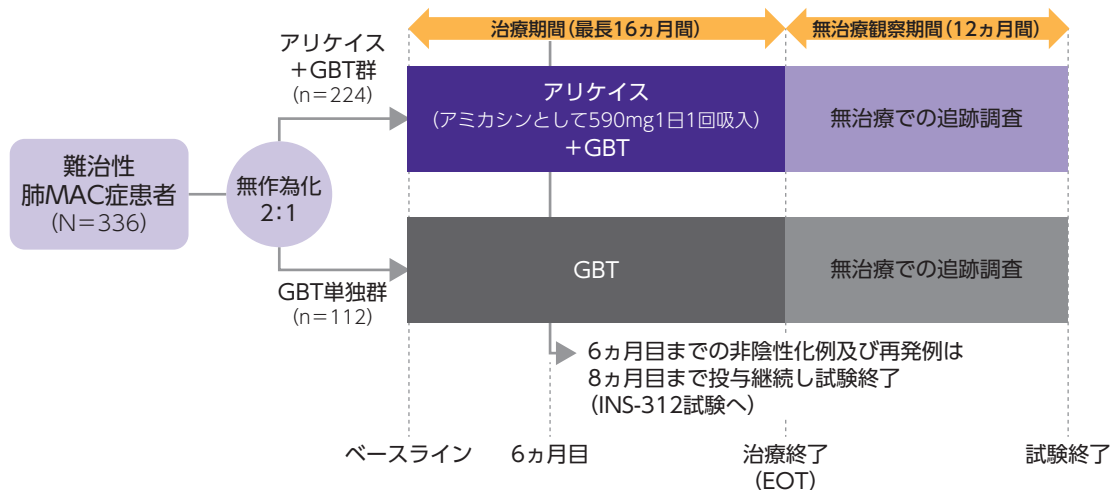 治療期間(最長16ヵ月間)
無治療観察期間(12ヵ月間)
アリケイス
+GBT群
(n=224)
アリケイス
(アミカシンとして590mg1日1回吸入)
+GBT
無治療での追跡調査
難治性
肺MAC症患者
(N=336)
無作為化
2:1
GBT
無治療での追跡調査
GBT単独群
(n=112)
6ヵ月目までの非陰性化例及び再発例は
8ヵ月目まで投与継続し試験終了
(INS-312試験へ)
ベースライン
6ヵ月目
治療終了
(EOT)
試験終了